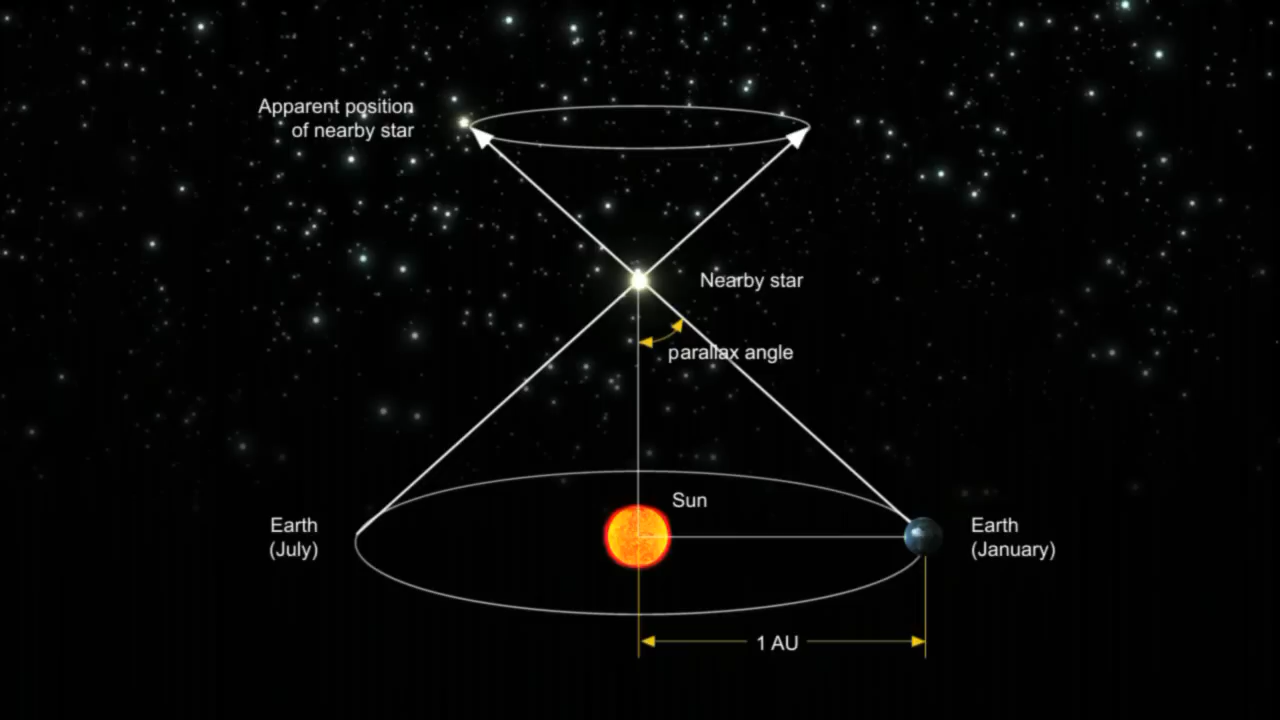 Apparent position
of nearby star
Nearby star
parallax angle
Sun
Earth
(July)
Earth
(January)
1 AU